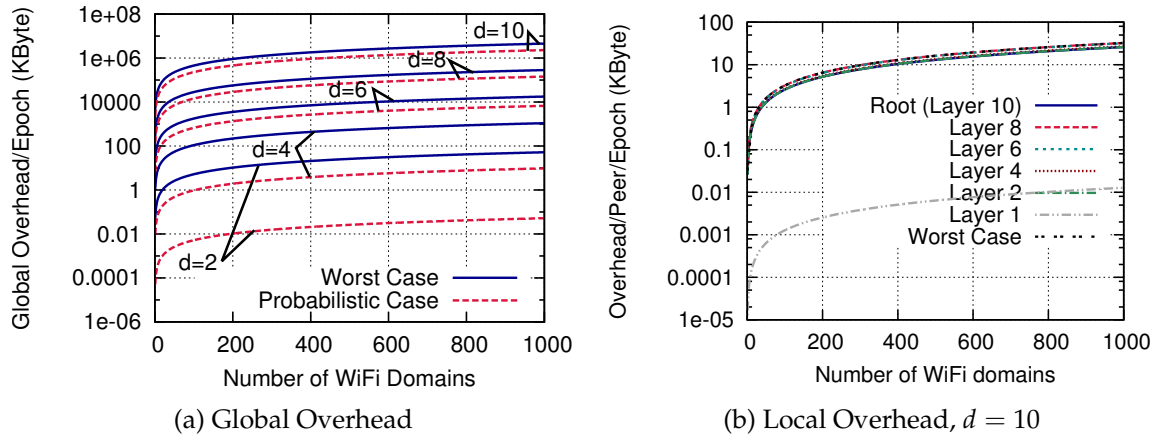 Global Overhead/Epoch (KByte)
1e+08
1e+06
10000
100
1
0.01
0.0001
1e-06
d=10
d=8
d=6
d=4
d=2
Worst Case
Probabilistic Case
0 200 400 600 800 1000
Number of WiFi Domains
(a) Global Overhead
Overhead/Peer/Epoch (KByte)
100
10
1
0.1
0.01
0.001
0.0001
1e-05
Root (Layer 10)
Layer 8
Layer 6
Layer 4
Layer 2
Layer 1
Worst Case
0 200 400 600 800 1000
Number of WiFi domains
(b) Local Overhead, d = 10